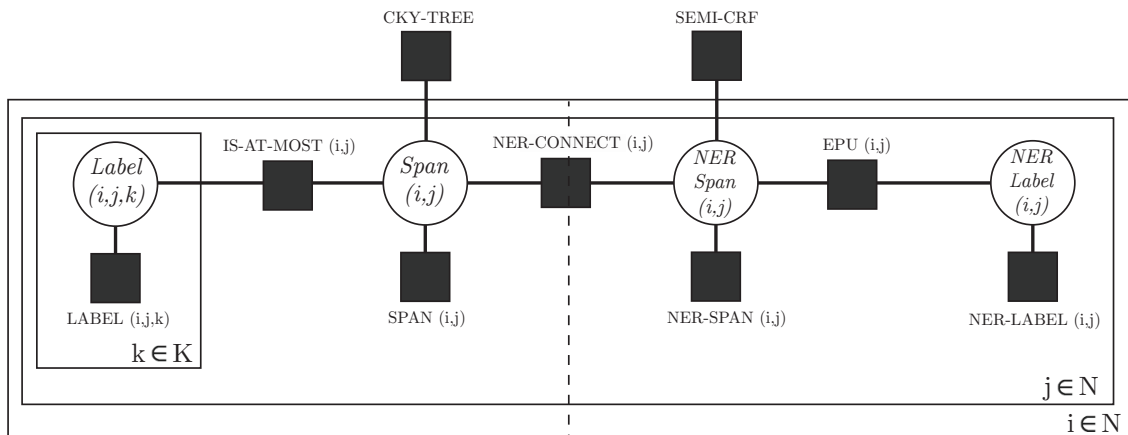 CKY-TREE
SEMI-CRF
IS-AT-MOST (i,j)
NER-CONNECT (i,j)
EPU (i,j)
Label
(i,j,k)
Span
(i,j)
NER
Span
(i,j)
NER
Label
(i,j)
LABEL (i,j,k)
SPAN (i,j)
NER-SPAN (i,j)
NER-LABEL (i,j)
k ∈ K
j ∈ N
i ∈ N